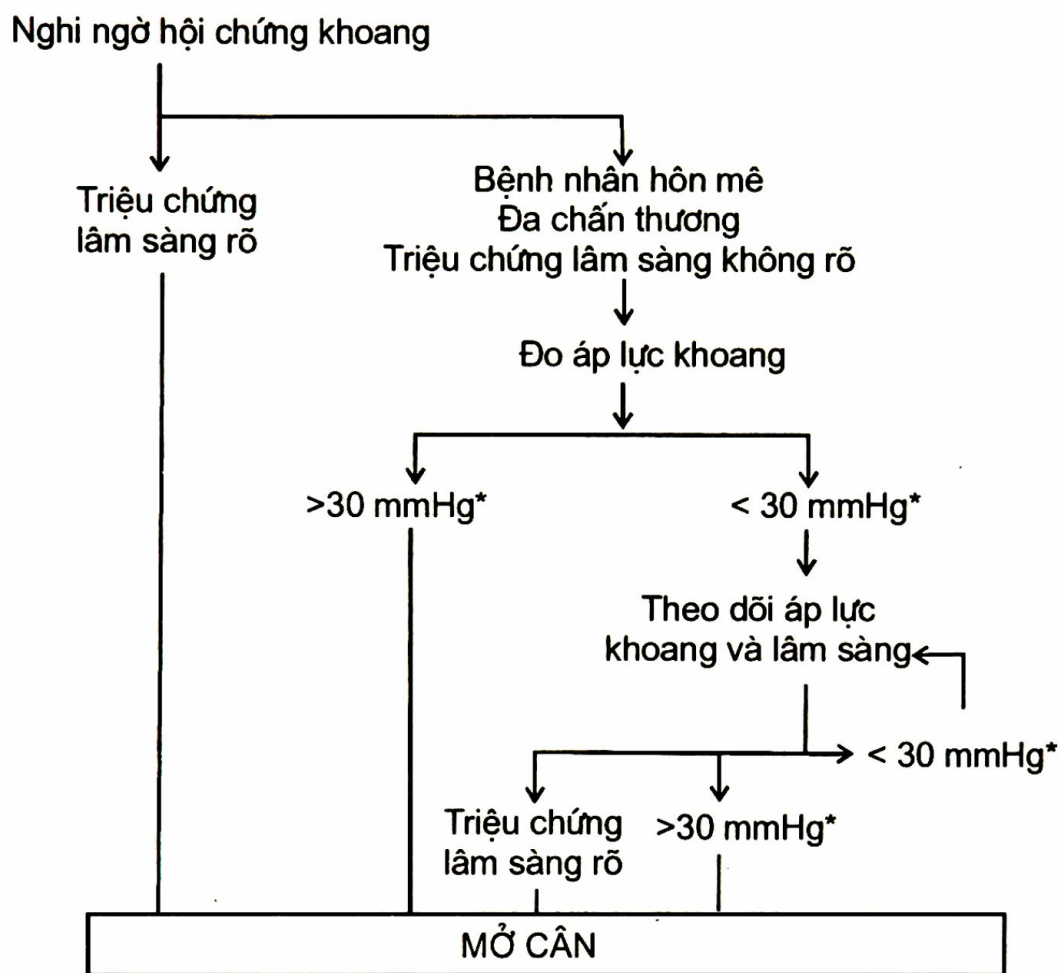 Nghi ngờ hội chứng khoang
Triệu chứng
lâm sàng rõ
Bệnh nhân hôn mê
Đa chấn thương
Triệu chứng lâm sàng không rõ
Đo áp lực khoang
>30 mmHg*
< 30 mmHg*
Theo dõi áp lực
khoang và lâm sàng
< 30 mmHg*
Triệu chứng
lâm sàng rõ
>30 mmHg*
MỞ CÂN